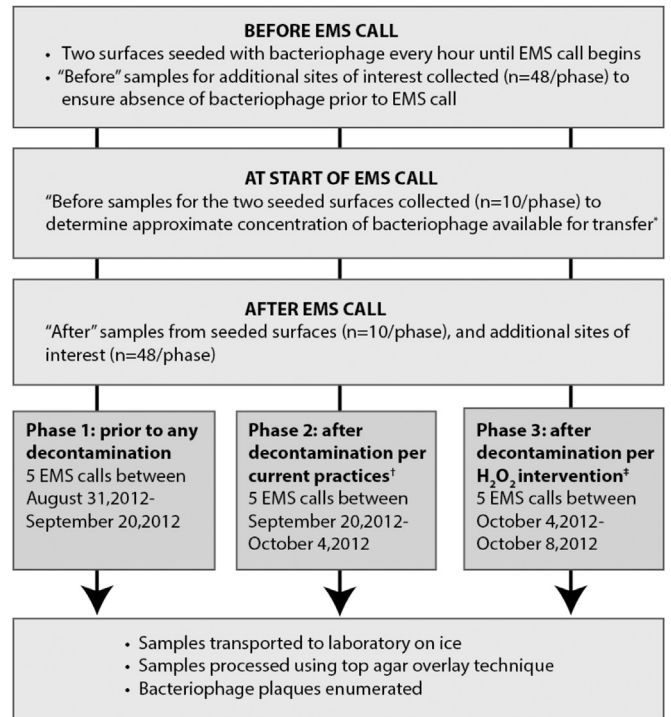 BEFORE EMS CALL
• Two surfaces seeded with bacteriophage every hour until EMS call begins
• “Before” samples for additional sites of interest collected (n=48/phase) to
ensure absence of bacteriophage prior to EMS call
AT START OF EMS CALL
“Before samples for the two seeded surfaces collected (n=10/phase) to
determine approximate concentration of bacteriophage available for transfer*
AFTER EMS CALL
“After” samples from seeded surfaces (n=10/phase), and additional sites of
interest (n=48/phase)
Phase 1: prior to any
decontamination
5 EMS calls between
August 31,2012-
September 20,2012
Phase 2: after
decontamination per
current practices†
5 EMS calls between
September 20,2012-
October 4,2012
Phase 3: after
decontamination per
H₂O₂ intervention‡
5 EMS calls between
October 4,2012-
October 8,2012
• Samples transported to laboratory on ice
• Samples processed using top agar overlay technique
• Bacteriophage plaques enumerated